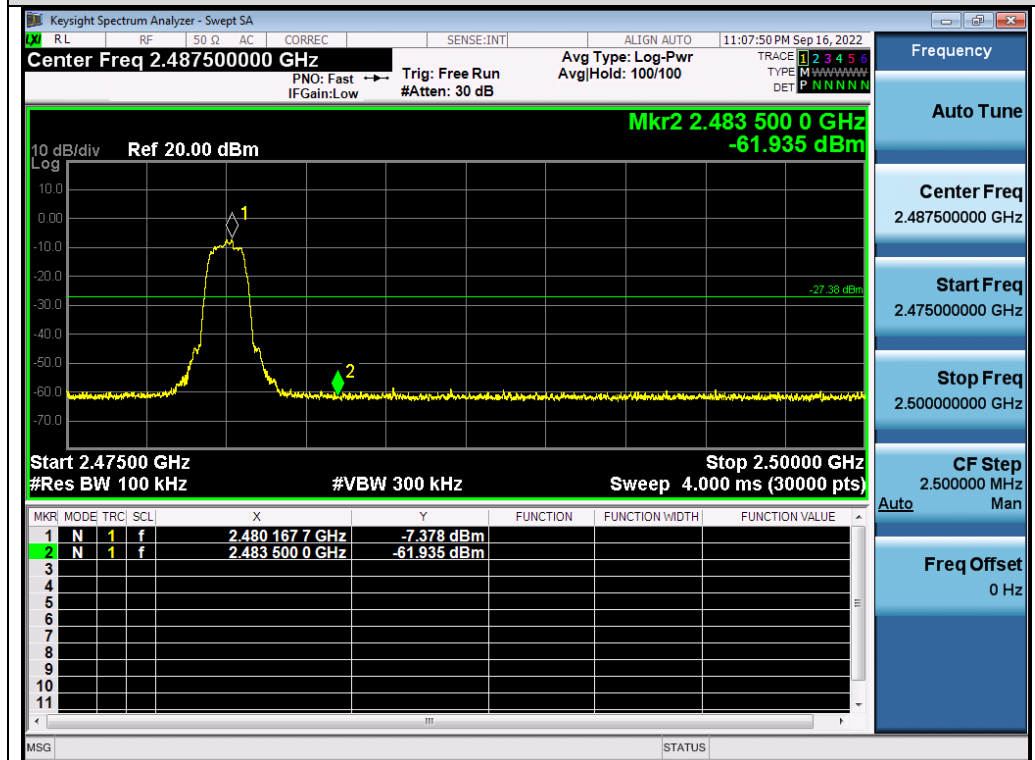 Keysight Spectrum Analyzer - Swept SA
LXI RL RF 50 Ω AC CORREC SENSE:INT ALIGN AUTO 11:07:50 PM Sep 16, 2022
Center Freq 2.487500000 GHz
PNO: Fast
IFGain:Low
Trig: Free Run
#Atten: 30 dB
Avg Type: Log-Pwr
Avg|Hold: 100/100
TRACE 1 2 3 4 5 6
TYPE M WWWWW
DET P N N N N N
Mkr2 2.483 500 0 GHz
-61.935 dBm
10 dB/div Ref 20.00 dBm
Log
10.0
0.00
-10.0
-20.0
-30.0
-40.0
-50.0
-60.0
-70.0
1
-27.38 dBm
2
Start 2.47500 GHz Stop 2.50000 GHz
#Res BW 100 kHz #VBW 300 kHz Sweep 4.000 ms (30000 pts)
MKR MODE TRC SCL X Y FUNCTION FUNCTION WIDTH FUNCTION VALUE
1 N 1 f 2.480 167 7 GHz -7.378 dBm
2 N 1 f 2.483 500 0 GHz -61.935 dBm
3
4
5
6
7
8
9
10
11
MSG STATUS
Frequency
Auto Tune
Center Freq
2.487500000 GHz
Start Freq
2.475000000 GHz
Stop Freq
2.500000000 GHz
CF Step
2.500000 MHz
Auto Man
Freq Offset
0 Hz